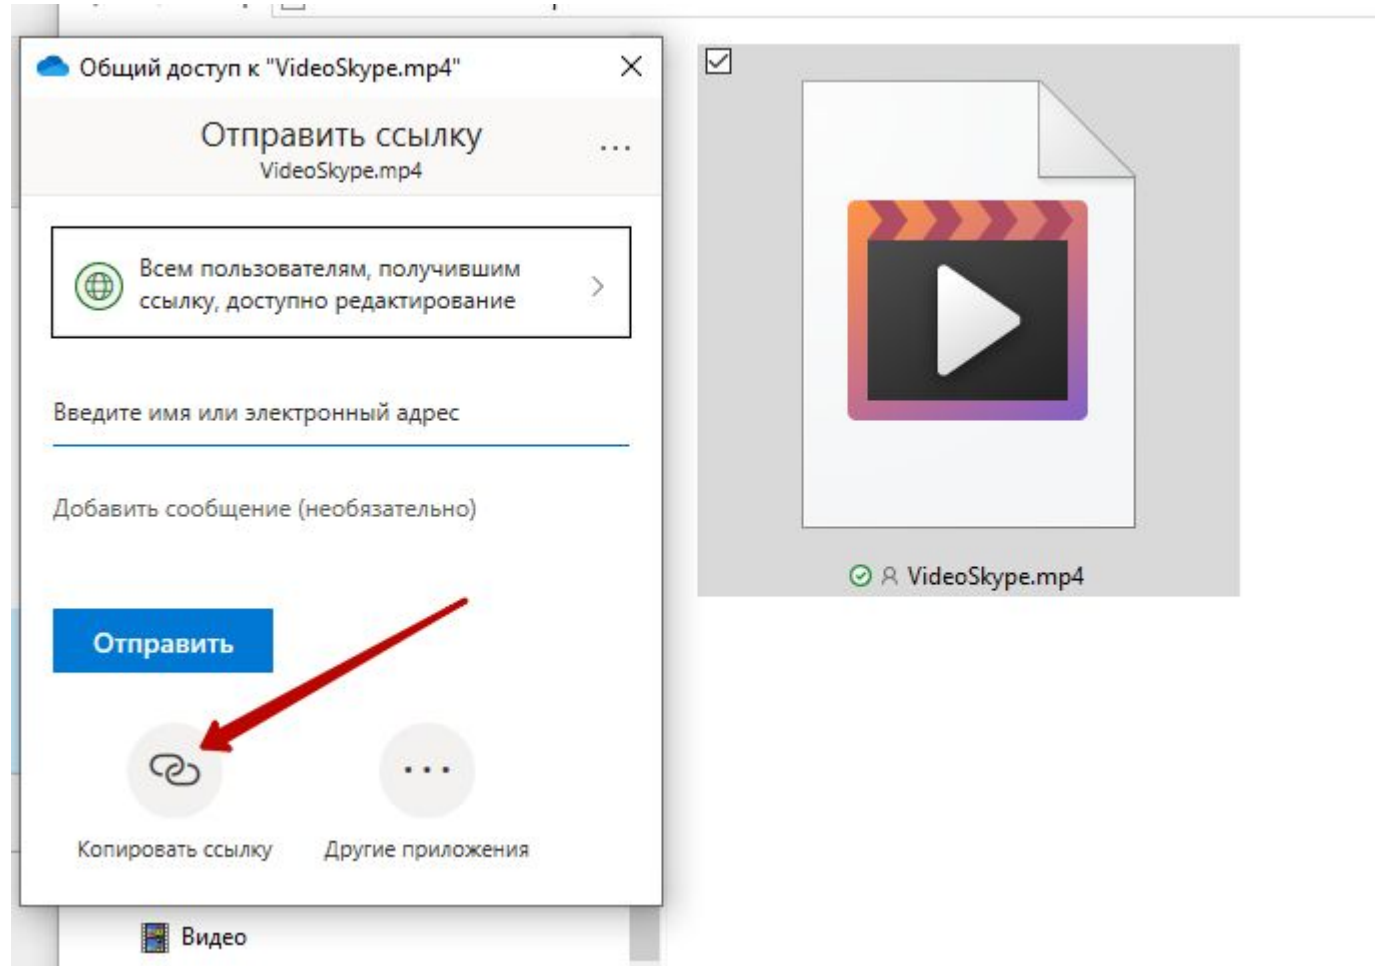 Общий доступ к "VideoSkype.mp4"
Отправить ссылку
VideoSkype.mp4
Всем пользователям, получившим
ссылку, доступно редактирование
Введите имя или электронный адрес
Добавить сообщение (необязательно)
Отправить
Копировать ссылку
Другие приложения
Видео
VideoSkype.mp4